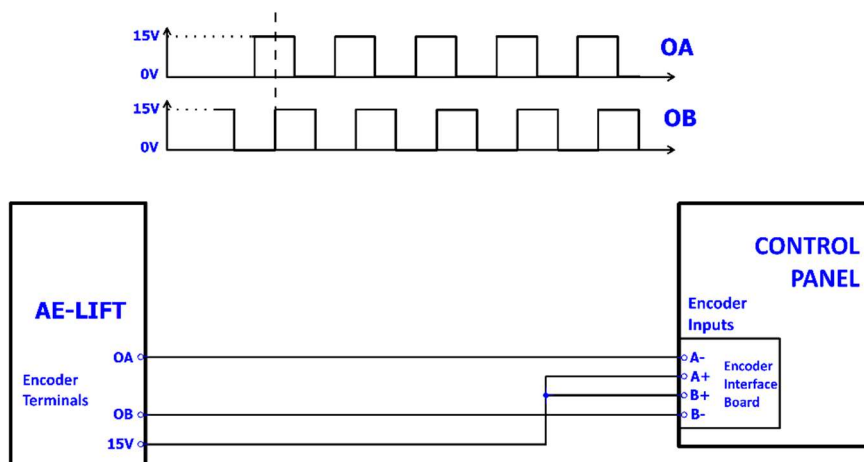 15V
OA
0V
15V
OB
0V
CONTROL
PANEL
AE-LIFT
Encoder
Inputs
Encoder
Terminals
OA
OB
15V
A-
A+
B+
B-
Encoder
Interface
Board